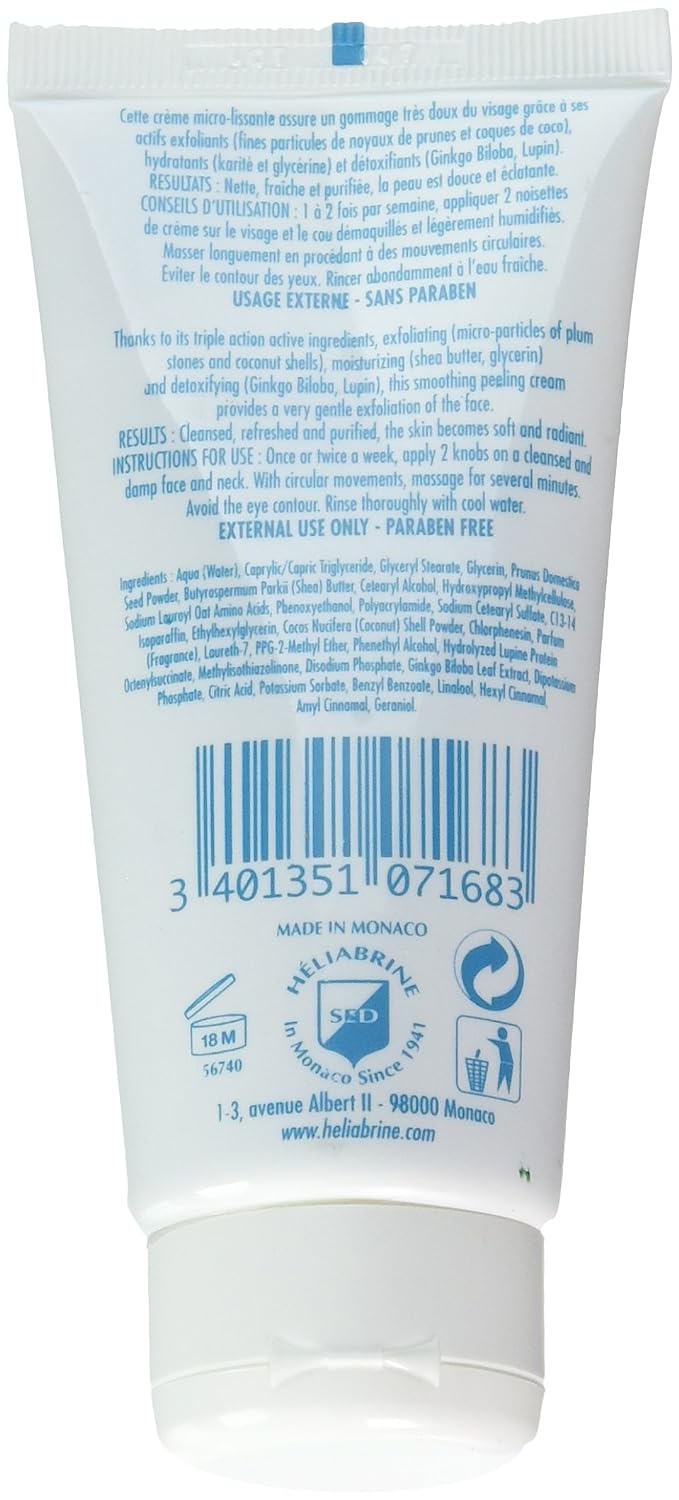 Cette crème micro-lissante assure un gommage très doux du visage grâce à ses
actifs exfoliants (fines particules de noyaux de prunes et coques de coco),
hydratants (karité et glycérine) et détoxifiants (Ginkgo Biloba, Lupin).
RESULTATS : Nette, fraîche et purifiée, la peau est douce et éclatante.
CONSEILS D'UTILISATION : 1 à 2 fois par semaine, appliquer 2 noisettes
de crème sur le visage et le cou démaquillés et légèrement humidifiés.
Masser longuement en procédant à des mouvements circulaires.
Eviter le contour des yeux. Rincer abondamment à l'eau fraîche.
USAGE EXTERNE - SANS PARABEN
Thanks to its triple action active ingredients, exfoliating (micro-particles of plum
stones and coconut shells), moisturizing (shea butter, glycerin)
and detoxifying (Ginkgo Biloba, Lupin), this smoothing peeling cream
provides a very gentle exfoliation of the face.
RESULTS : Cleansed, refreshed and purified, the skin becomes soft and radiant.
INSTRUCTIONS FOR USE : Once or twice a week, apply 2 knobs on a cleansed and
damp face and neck. With circular movements, massage for several minutes.
Avoid the eye contour. Rinse thoroughly with cool water.
EXTERNAL USE ONLY - PARABEN FREE
Ingredients : Aqua (Water), Caprylic/Capric Triglyceride, Glyceryl Stearate, Glycerin, Prunus Domestica
Seed Powder, Butyrospermum Parkii (Shea) Butter, Cetearyl Alcohol, Hydroxypropyl Methylcellulose,
Sodium Lauroyl Oat Amino Acids, Phenoxyethanol, Polyacrylamide, Sodium Cetearyl Sulfate, C13-14
Isoparaffin, Ethylhexylglycerin, Cocos Nucifera (Coconut) Shell Powder, Chlorphenesin, Parfum
(Fragrance), Laureth-7, PPG-2-Methyl Ether, Phenethyl Alcohol, Hydrolyzed Lupine Protein
Octenylsuccinate, Methylisothiazolinone, Disodium Phosphate, Ginkgo Biloba Leaf Extract, Dipotassium
Phosphate, Citric Acid, Potassium Sorbate, Benzyl Benzoate, Linalool, Hexyl Cinnamal,
Amyl Cinnamal, Geraniol.
3 401351 071683
MADE IN MONACO
HÉLIABRINE
SED
In Monaco Since 1941
18 M
56740
1-3, avenue Albert II - 98000 Monaco
www.heliabrine.com